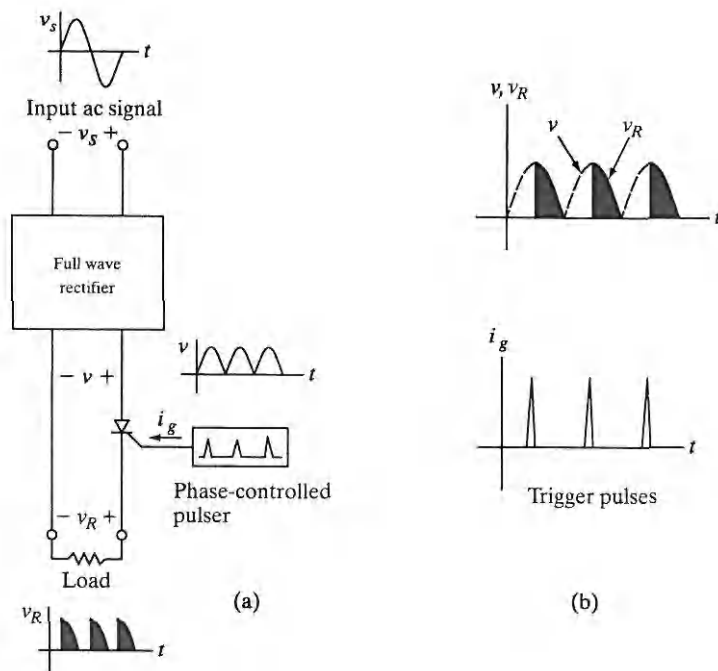 v_s
t
Input ac signal
- v_s +
Full wave
rectifier
- v +
v
t
i_g
Phase-controlled
pulser
- v_R +
Load
(a)
v_R
t
v, v_R
v
v_R
t
i_g
t
Trigger pulses
(b)